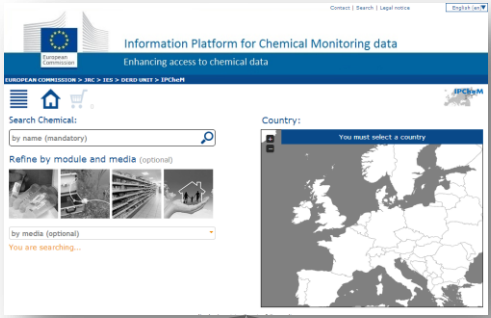 Contact | Search | Legal notice
English (en)
European
Commission
Information Platform for Chemical Monitoring data
Enhancing access to chemical data
EUROPEAN COMMISSION > JRC > IES > DERD UNIT > IPCheM
IPCheM
Search Chemical:
by name (mandatory)
Refine by module and media (optional)
by media (optional)
You are searching...
Country:
You must select a country
+
-